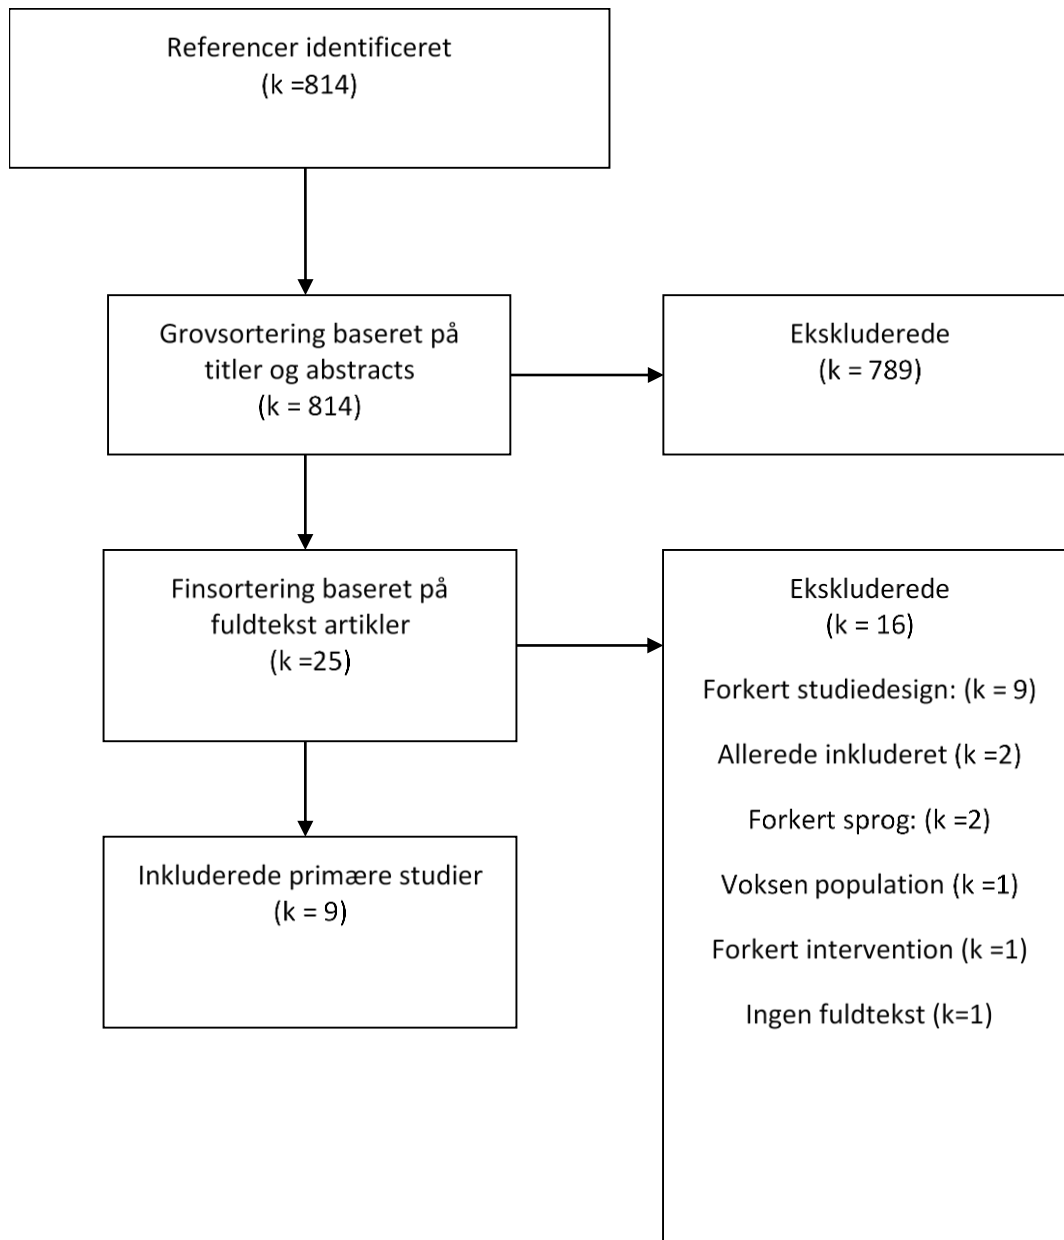 Referencer identificeret
(k =814)
Grovsortering baseret på
titler og abstracts
(k = 814)
Ekskluderede
(k = 789)
Finsortering baseret på
fuldtekst artikler
(k =25)
Ekskluderede
(k = 16)
Forkert studiedesign: (k = 9)
Allerede inkluderet (k =2)
Forkert sprog: (k =2)
Voksen population (k =1)
Forkert intervention (k =1)
Ingen fuldtekst (k=1)
Inkluderede primære studier
(k = 9)